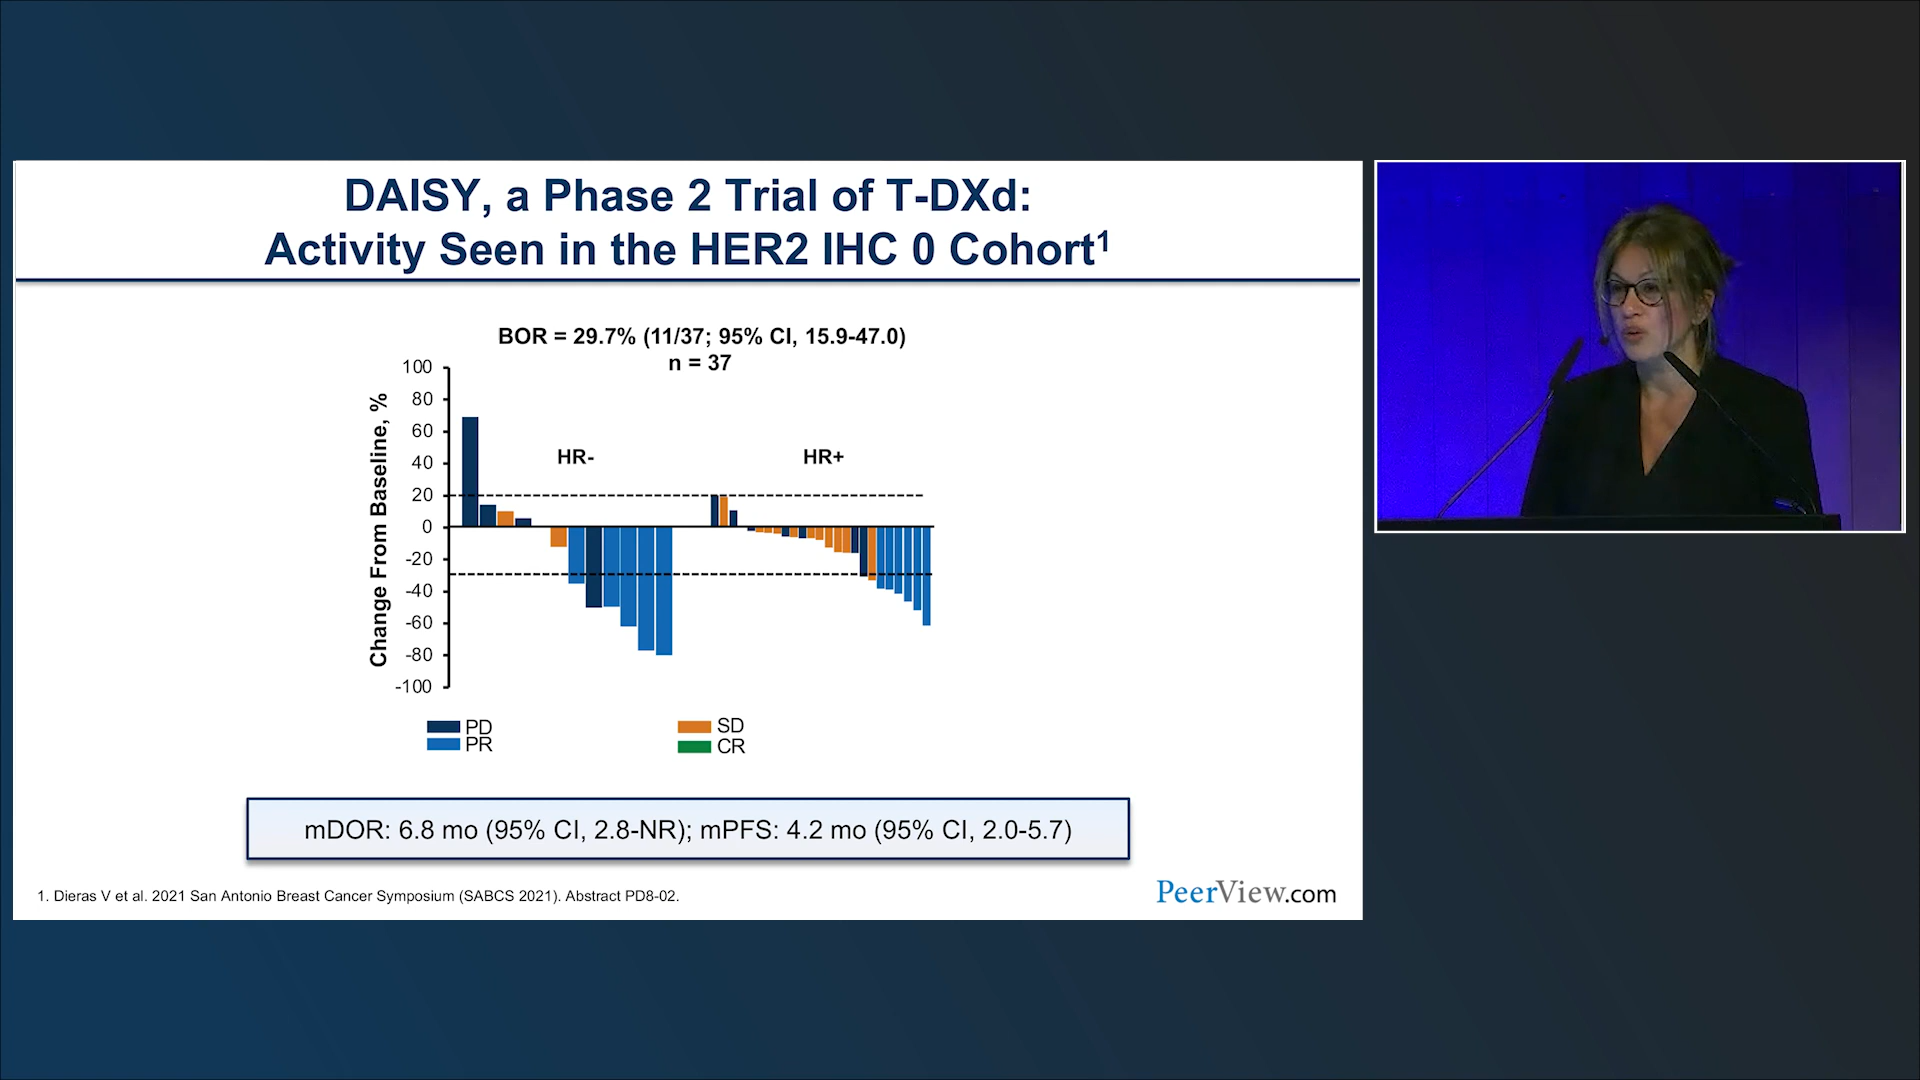 DAISY, a Phase 2 Trial of T-DXd:
Activity Seen in the HER2 IHC 0 Cohort¹
BOR = 29.7% (11/37; 95% CI, 15.9-47.0)
n = 37
Change From Baseline, %
100
80
60
40
20
0
-20
-40
-60
-80
-100
HR-
HR+
PD
PR
SD
CR
mDOR: 6.8 mo (95% CI, 2.8-NR); mPFS: 4.2 mo (95% CI, 2.0-5.7)
1. Dieras V et al. 2021 San Antonio Breast Cancer Symposium (SABCS 2021). Abstract PD8-02.
PeerView.com